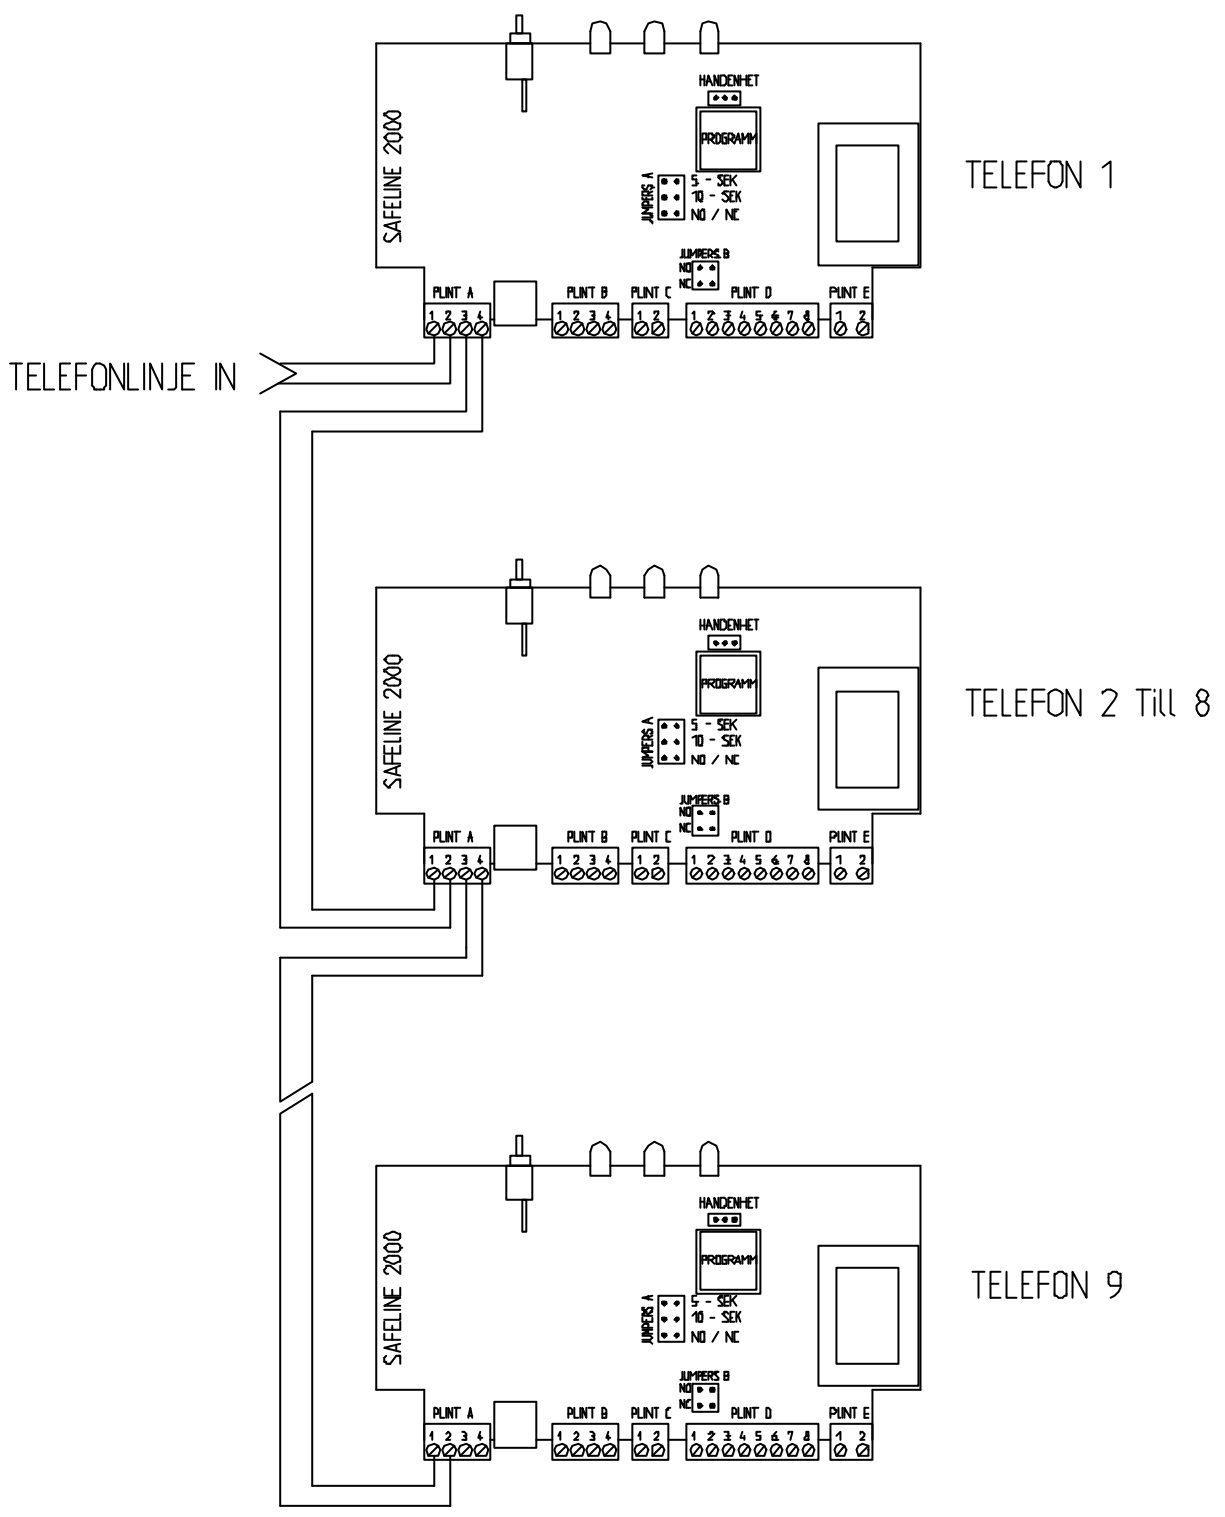 HANDENHET
PROGRAMM
SAFELINE 2000
TELEFON 1
JUMPERS A
5 - SEK
10 - SEK
NO / NC
JUMPERS B
NO
NC
PLINT A PLINT B PLINT C PLINT D PLINT E
1 2 3 4 1 2 3 4 1 2 1 2 3 4 5 6 7 8 1 2
TELEFONLINJE IN
HANDENHET
PROGRAMM
SAFELINE 2000
TELEFON 2 Till 8
JUMPERS A
5 - SEK
10 - SEK
NO / NC
JUMPERS B
NO
NC
PLINT A PLINT B PLINT C PLINT D PLINT E
1 2 3 4 1 2 3 4 1 2 1 2 3 4 5 6 7 8 1 2
HANDENHET
PROGRAMM
SAFELINE 2000
TELEFON 9
JUMPERS A
5 - SEK
10 - SEK
NO / NC
JUMPERS B
NO
NC
PLINT A PLINT B PLINT C PLINT D PLINT E
1 2 3 4 1 2 3 4 1 2 1 2 3 4 5 6 7 8 1 2